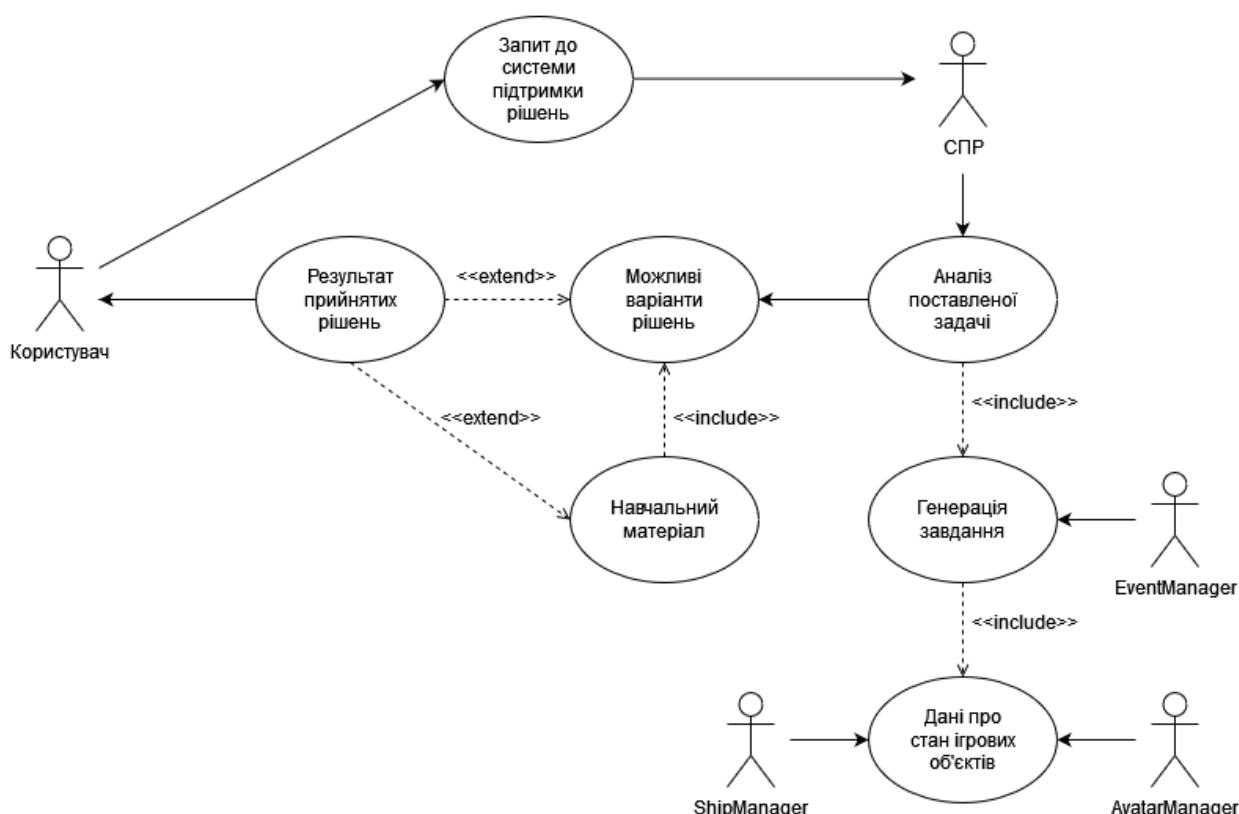 Запит до
системи
підтримки
рішень
СПР
Користувач
Результат
прийнятих
рішень
<<extend>>
Можливі
варіанти
рішень
Аналіз
поставленої
задачі
<<extend>>
<<include>>
<<include>>
Навчальний
матеріал
Генерація
завдання
EventManager
<<include>>
Дані про
стан ігрових
об'єктів
ShipManager
AvatarManager